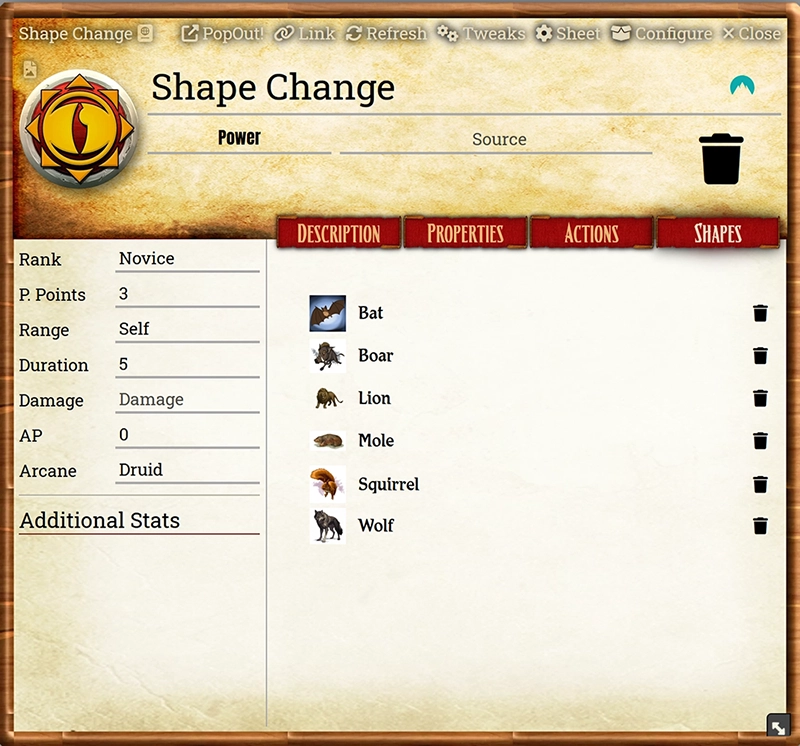 Shape Change PopOut! Link Refresh Tweaks Sheet Configure Close
Shape Change
Power Source
DESCRIPTION PROPERTIES ACTIONS SHAPES
Rank Novice
P. Points 3
Range Self
Duration 5
Damage Damage
AP 0
Arcane Druid
Additional Stats
Bat
Boar
Lion
Mole
Squirrel
Wolf